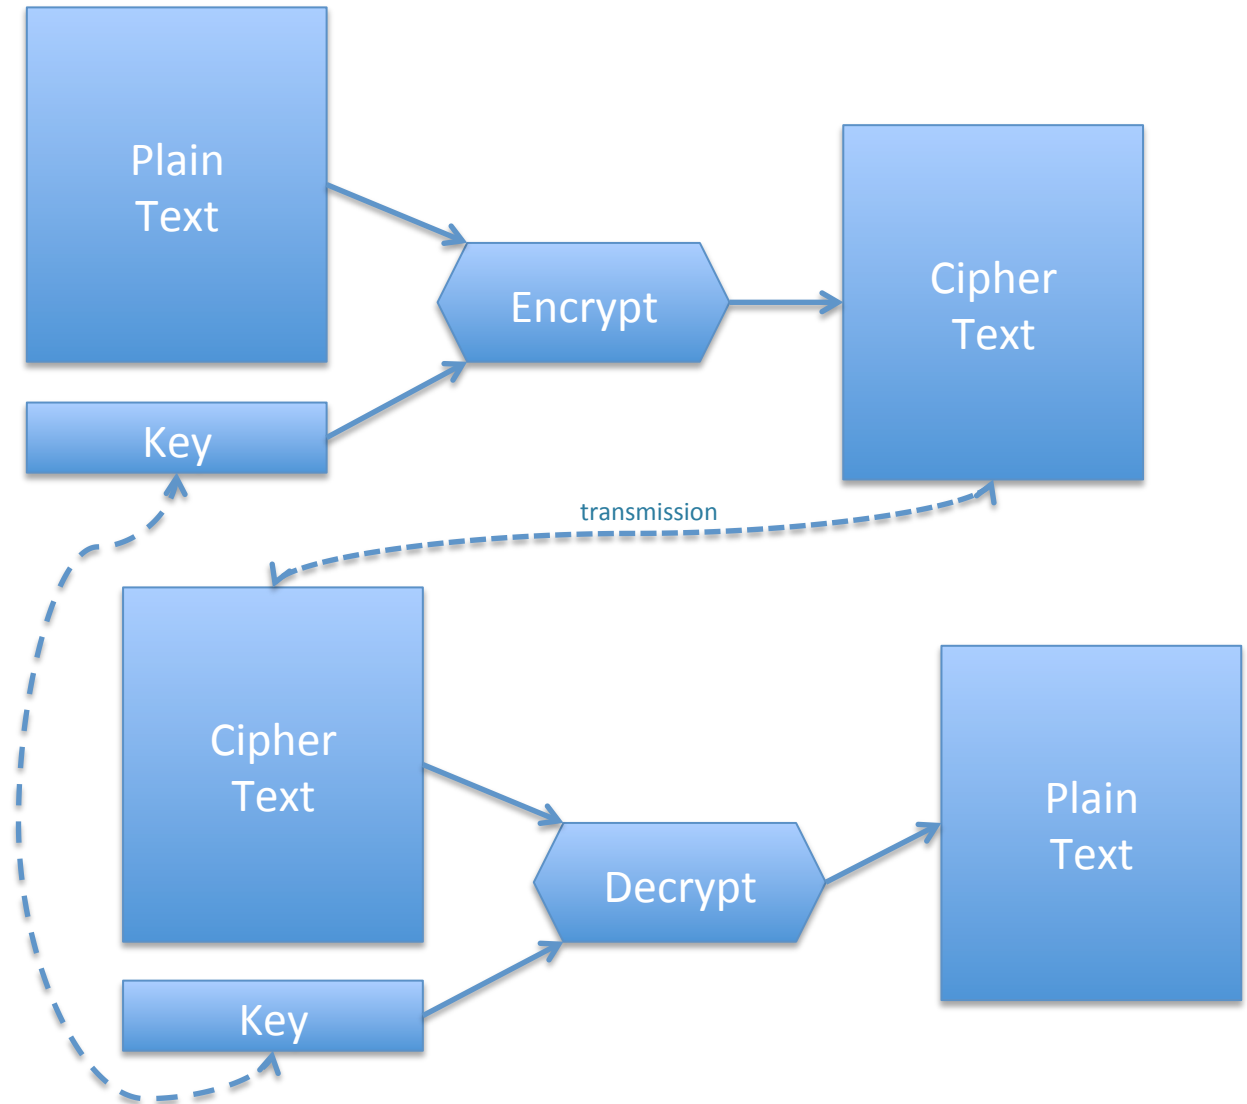 Plain
Text
Encrypt
Cipher
Text
Key
transmission
Cipher
Text
Plain
Text
Decrypt
Key